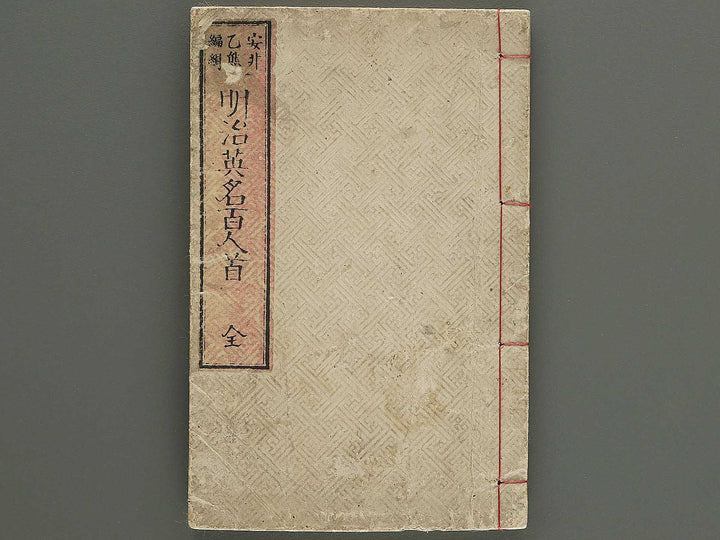 安井
乙熊
編輯
明治英名百人首
全